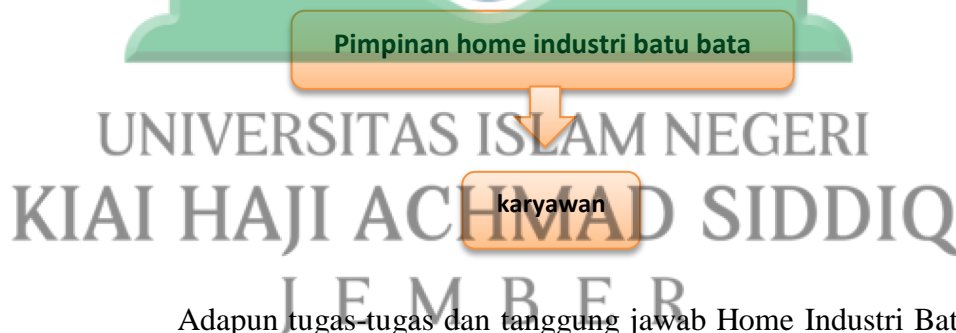 Pimpinan home industri batu bata
UNIVERSITAS ISLAM NEGERI
karyawan
KIAI HAJI ACHMAD SIDDIQ
J E M B E R
Adapun tugas-tugas dan tanggung jawab Home Industri Bat